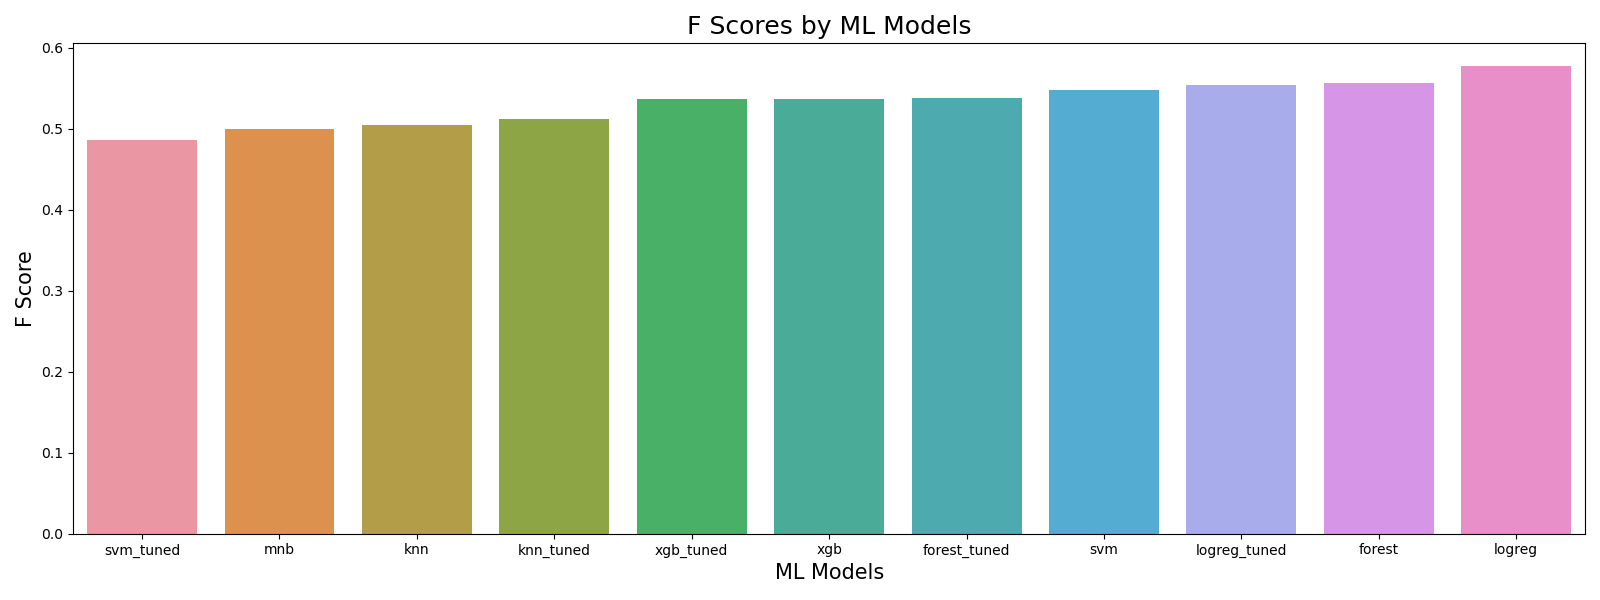 F Scores by ML Models
F Score
0.6
0.5
0.4
0.3
0.2
0.1
0.0
svm_tuned mnb knn knn_tuned xgb_tuned xgb forest_tuned svm logreg_tuned forest logreg
ML Models